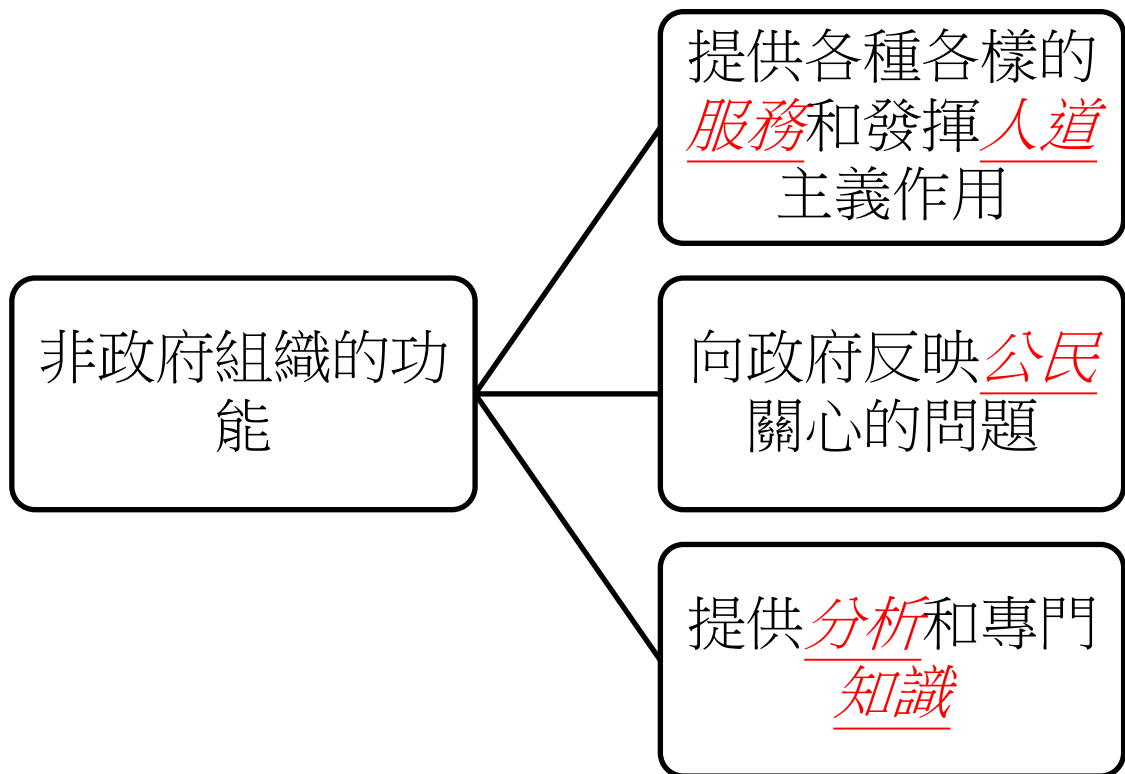 提供各種各樣的
服務和發揮人道
主義作用
非政府組織的功
能
向政府反映公民
關心的問題
提供分析和專門
知識